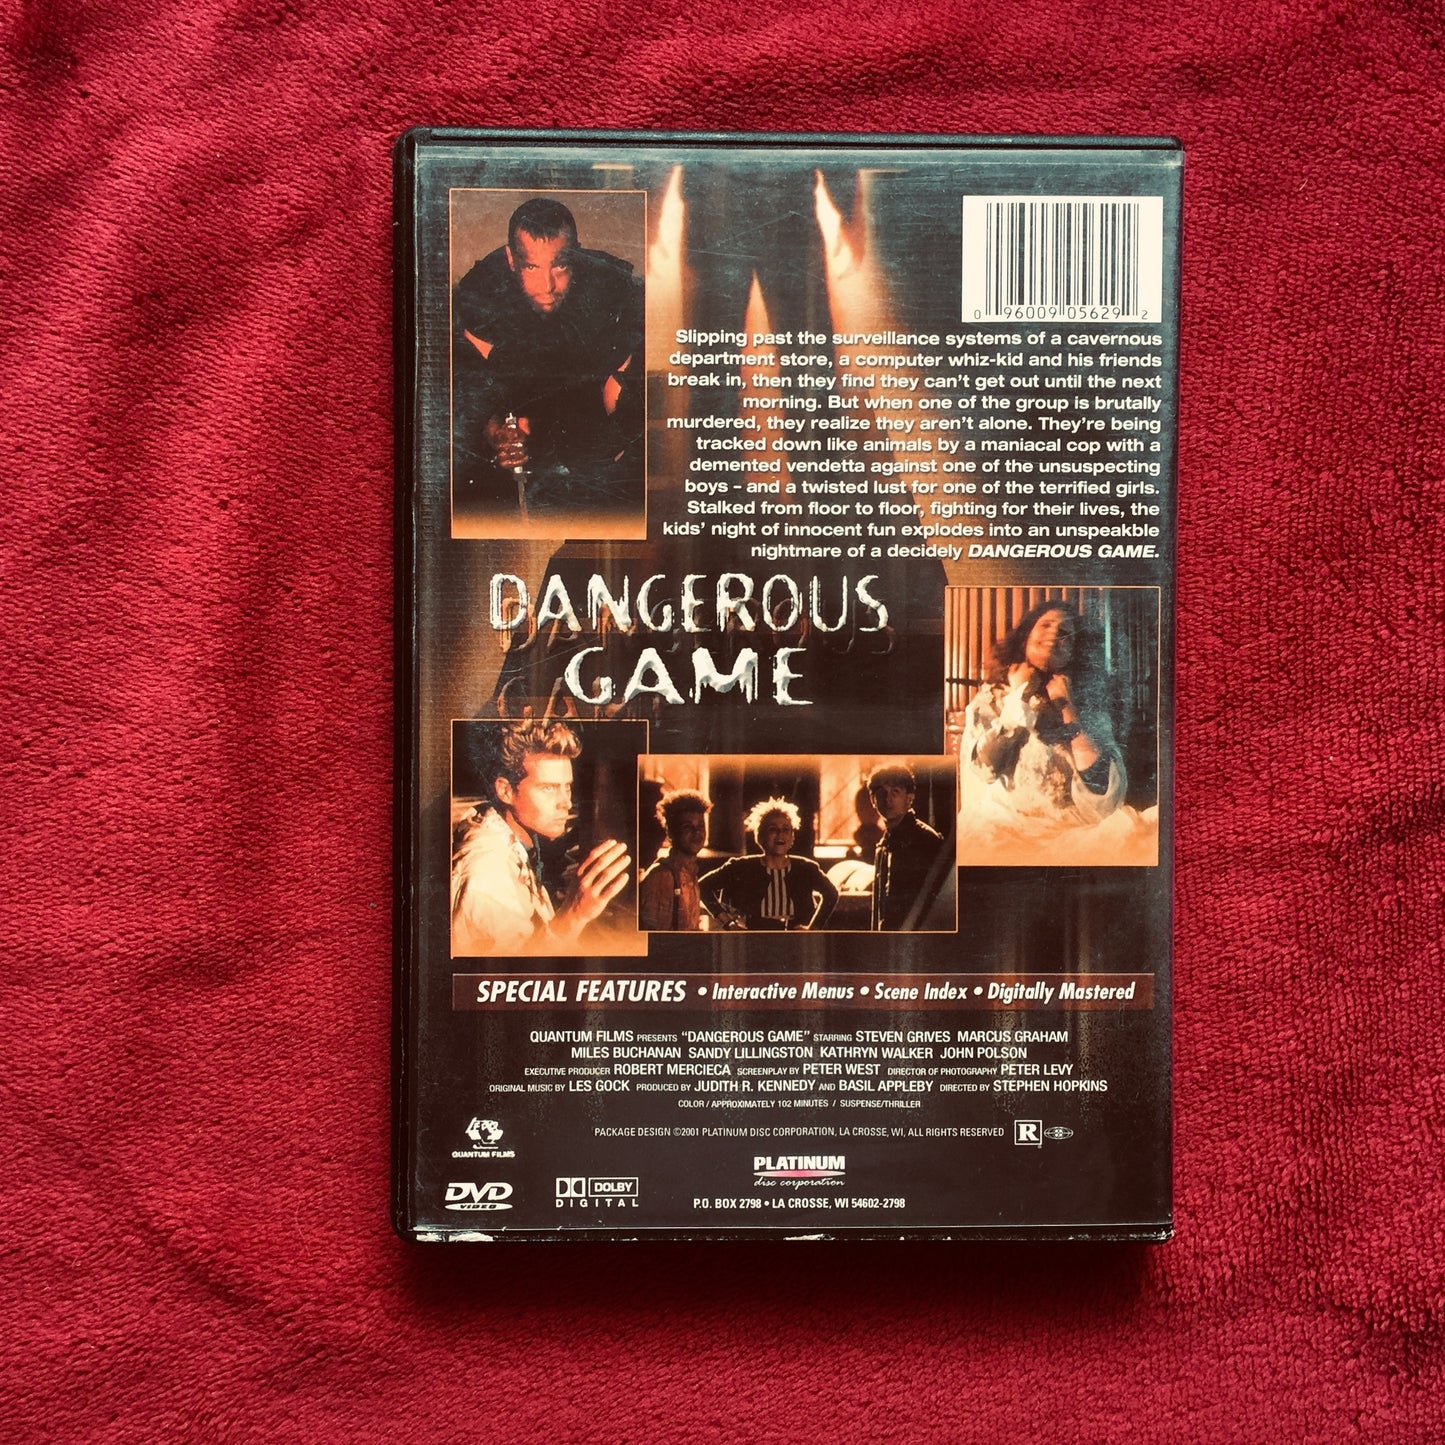 0 96009 05629 2
Slipping past the surveillance systems of a cavernous
department store, a computer whiz-kid and his friends
break in, then they find they can't get out until the next
morning. But when one of the group is brutally
murdered, they realize they aren't alone. They're being
tracked down like animals by a maniacal cop with a
demented vendetta against one of the unsuspecting
boys – and a twisted lust for one of the terrified girls.
Stalked from floor to floor, fighting for their lives, the
kids' night of innocent fun explodes into an unspeakble
nightmare of a decidely DANGEROUS GAME.
DANGEROUS
GAME
SPECIAL FEATURES • Interactive Menus • Scene Index • Digitally Mastered
QUANTUM FILMS PRESENTS "DANGEROUS GAME" STARRING STEVEN GRIVES MARCUS GRAHAM
MILES BUCHANAN SANDY LILLINGSTON KATHRYN WALKER JOHN POLSON
EXECUTIVE PRODUCER ROBERT MERCIECA SCREENPLAY BY PETER WEST DIRECTOR OF PHOTOGRAPHY PETER LEVY
ORIGINAL MUSIC BY LES GOCK PRODUCED BY JUDITH R. KENNEDY AND BASIL APPLEBY DIRECTED BY STEPHEN HOPKINS
COLOR / APPROXIMATELY 102 MINUTES / SUSPENSE/THRILLER
PACKAGE DESIGN ©2001 PLATINUM DISC CORPORATION, LA CROSSE, WI, ALL RIGHTS RESERVED R
QUANTUM FILMS
PLATINUM
disc corporation
DVD
VIDEO
DOLBY
DIGITAL
P.O. BOX 2798 • LA CROSSE, WI 54602-2798